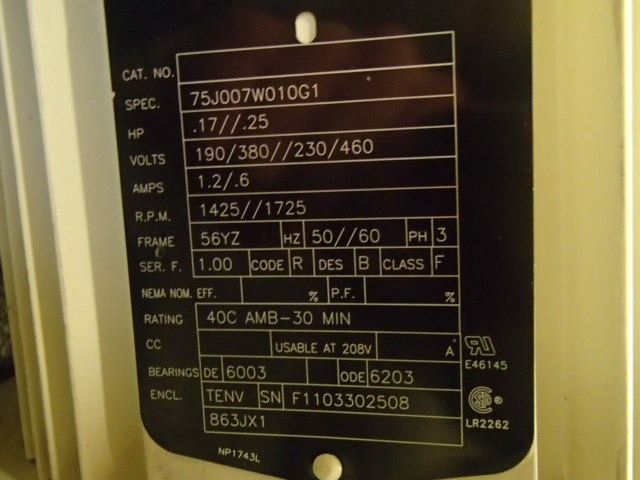 CAT. NO.
SPEC. 75J007W010G1
HP .17//.25
VOLTS 190/380//230/460
AMPS 1.2/.6
R.P.M. 1425//1725
FRAME 56YZ HZ 50//60 PH 3
SER. F. 1.00 CODE R DES B CLASS F
NEMA NOM. EFF. % P.F. %
RATING 40C AMB-30 MIN
CC USABLE AT 208V A
E46145
BEARINGS DE 6003 ODE 6203
ENCL. TENV SN F1103302508
863JX1
LR2262
NP1743L